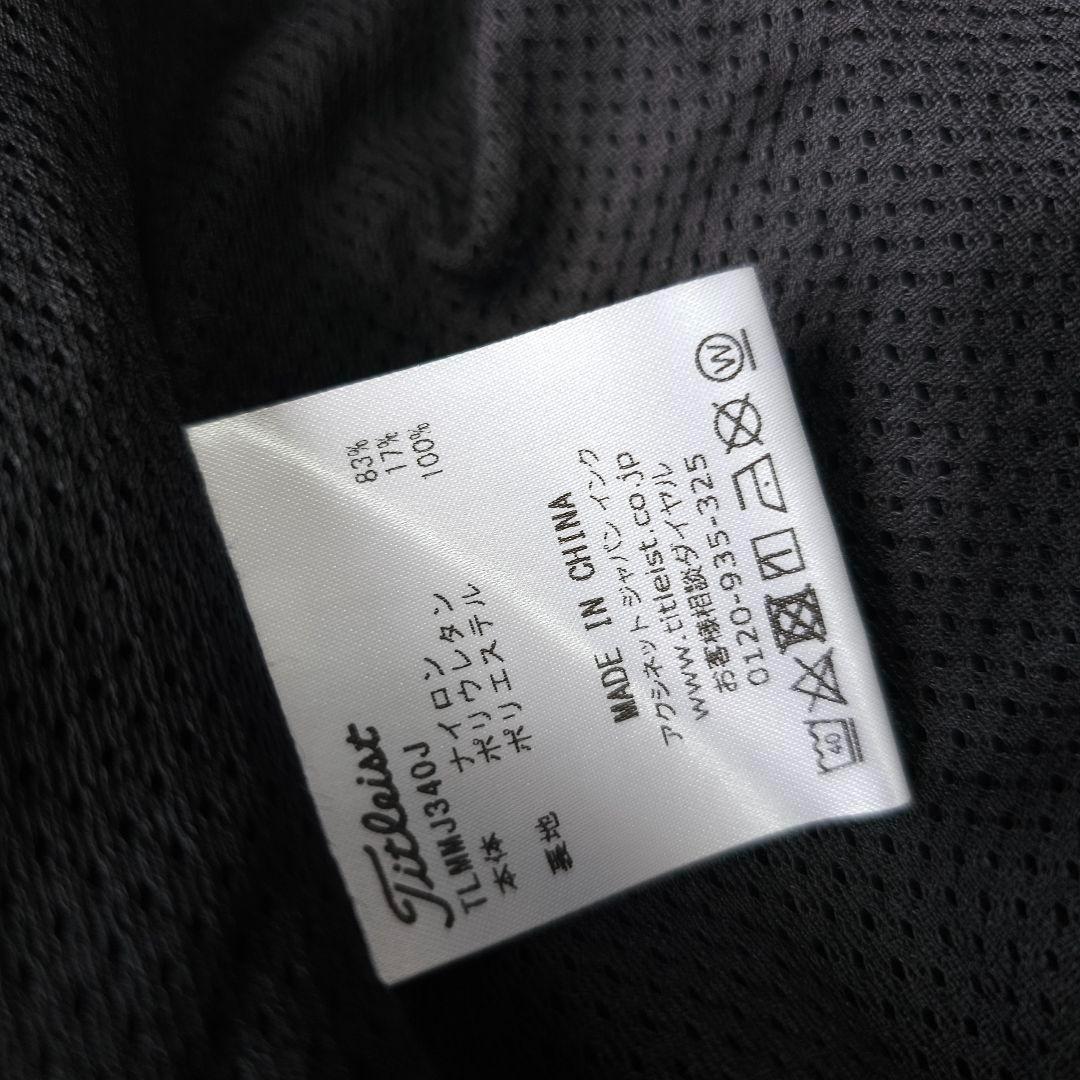 Titleist
TLMMJ340J
本体 ナイロン 83%
ポリウレタン 17%
裏地 ポリエステル 100%
MADE IN CHINA
アクシネット ジャパン インク
www.titleist.co.jp
お客様相談ダイヤル
0120-935-325
40
W